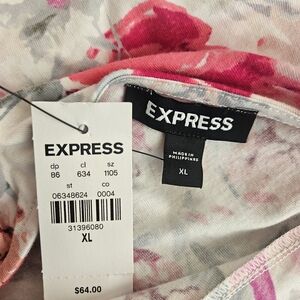 EXPRESS
dp cl sz
86 634 1105
st co
06348624 0004
31396080
XL
$64.00
EXPRESS
MADE IN
PHILIPPINES
XL